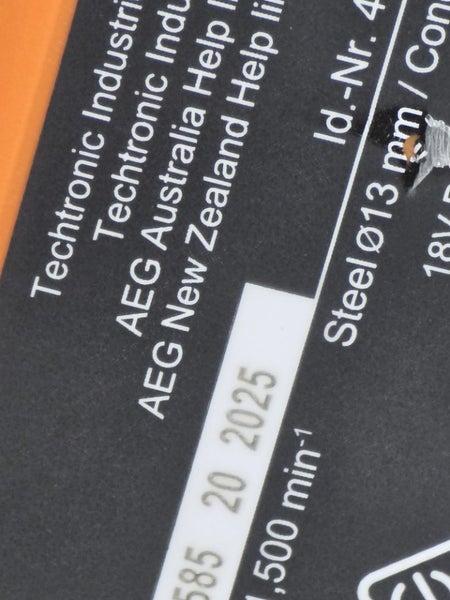 Techtronic Industri
Techtronic Indu
AEG Australia Help li
AEG New Zealand Help li
Id.-Nr. 4
Steel ø13 mm / Con
18V
585 20 2025
1,500 min-1